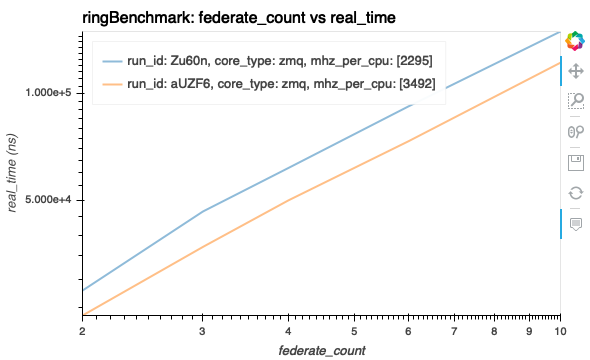 ringBenchmark: federate_count vs real_time
run_id: Zu60n, core_type: zmq, mhz_per_cpu: [2295]
run_id: aUZF6, core_type: zmq, mhz_per_cpu: [3492]
1.000e+5
5.000e+4
real_time (ns)
2 3 4 5 6 7 8 9 10
federate_count